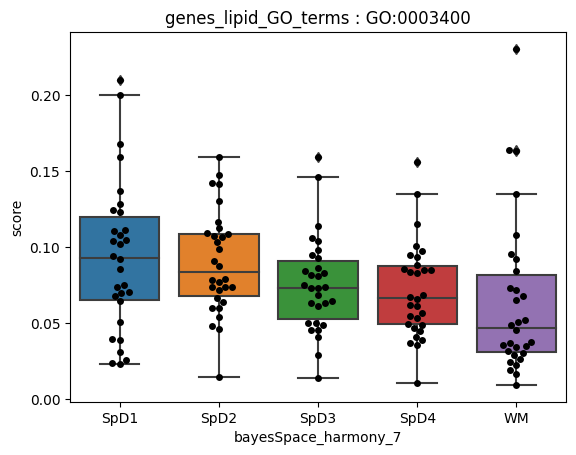 genes_lipid_GO_terms : GO:0003400
score
0.20
0.15
0.10
0.05
0.00
SpD1 SpD2 SpD3 SpD4 WM
bayesSpace_harmony_7